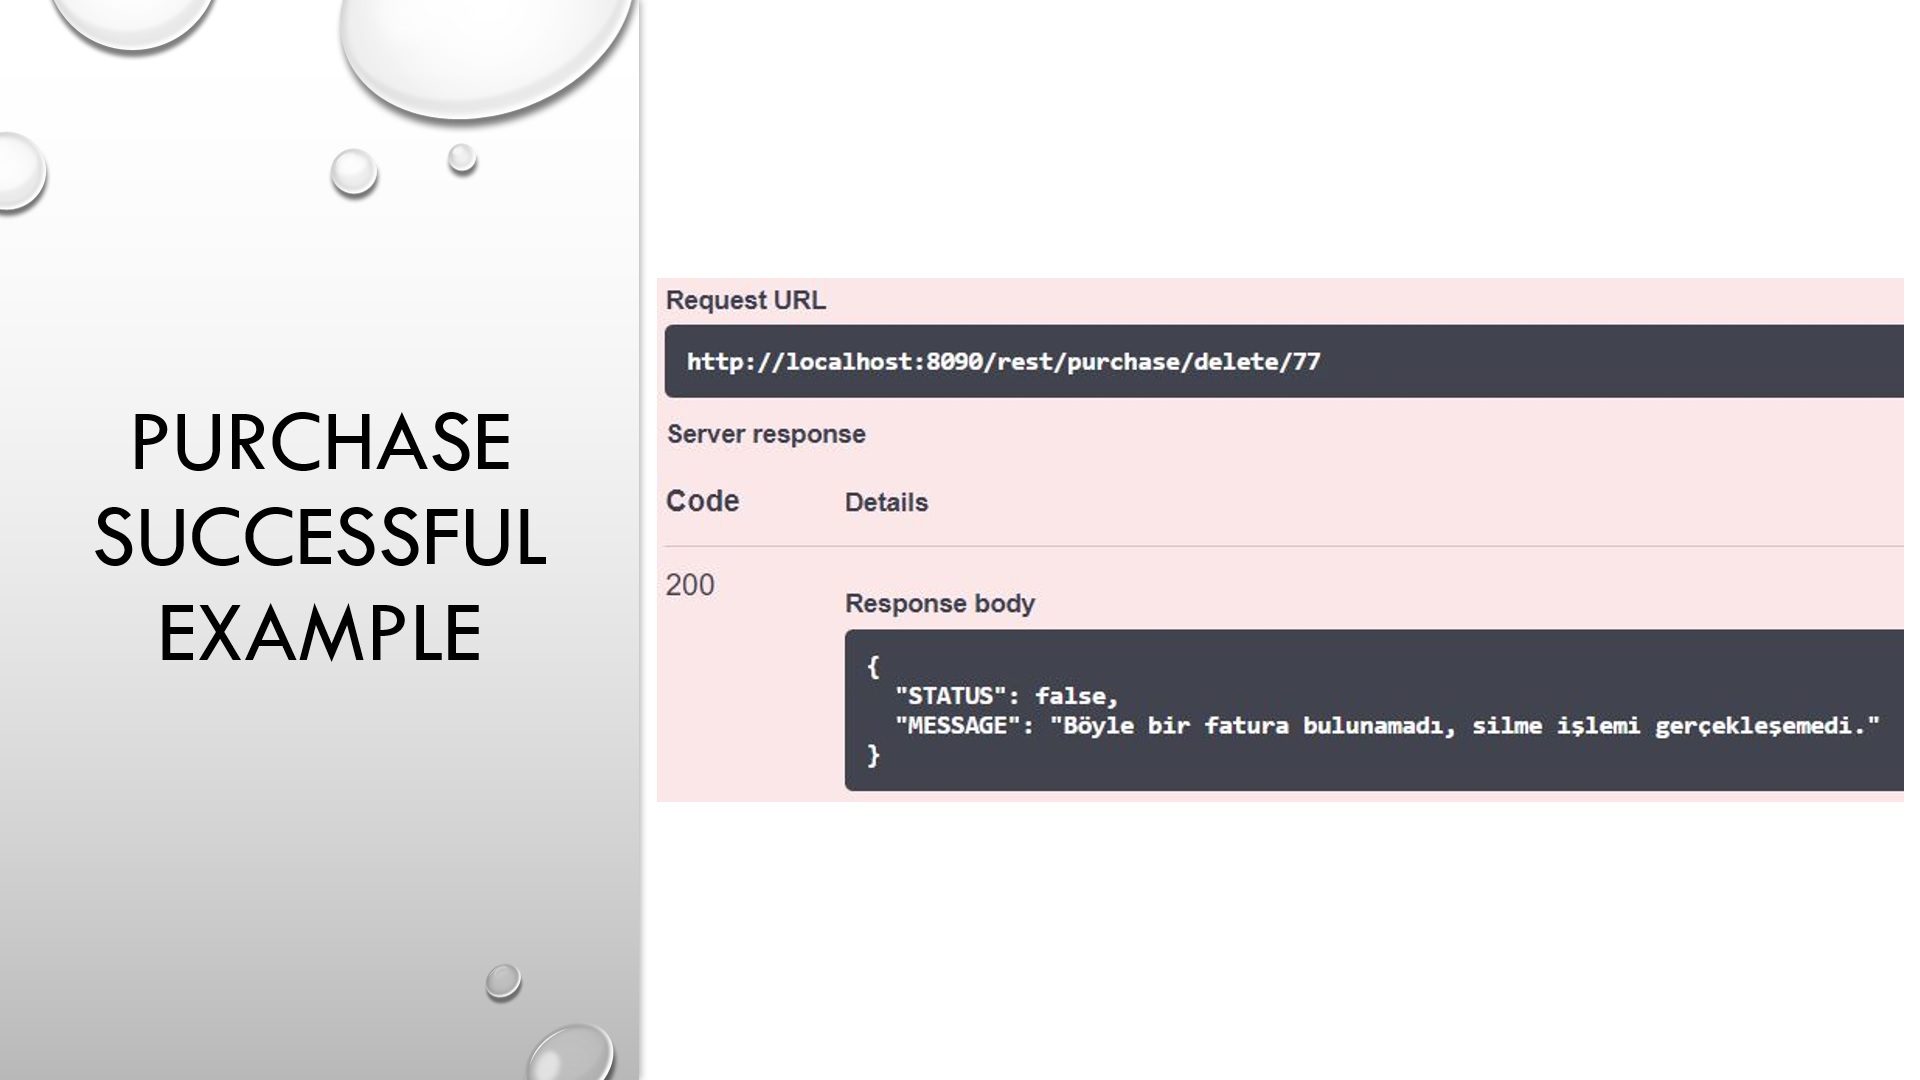 PURCHASE
SUCCESSFUL
EXAMPLE
Request URL
http://localhost:8090/rest/purchase/delete/77
Server response
Code Details
200
Response body
{
"STATUS": false,
"MESSAGE": "Böyle bir fatura bulunamadı, silme işlemi gerçekleşemedi."
}